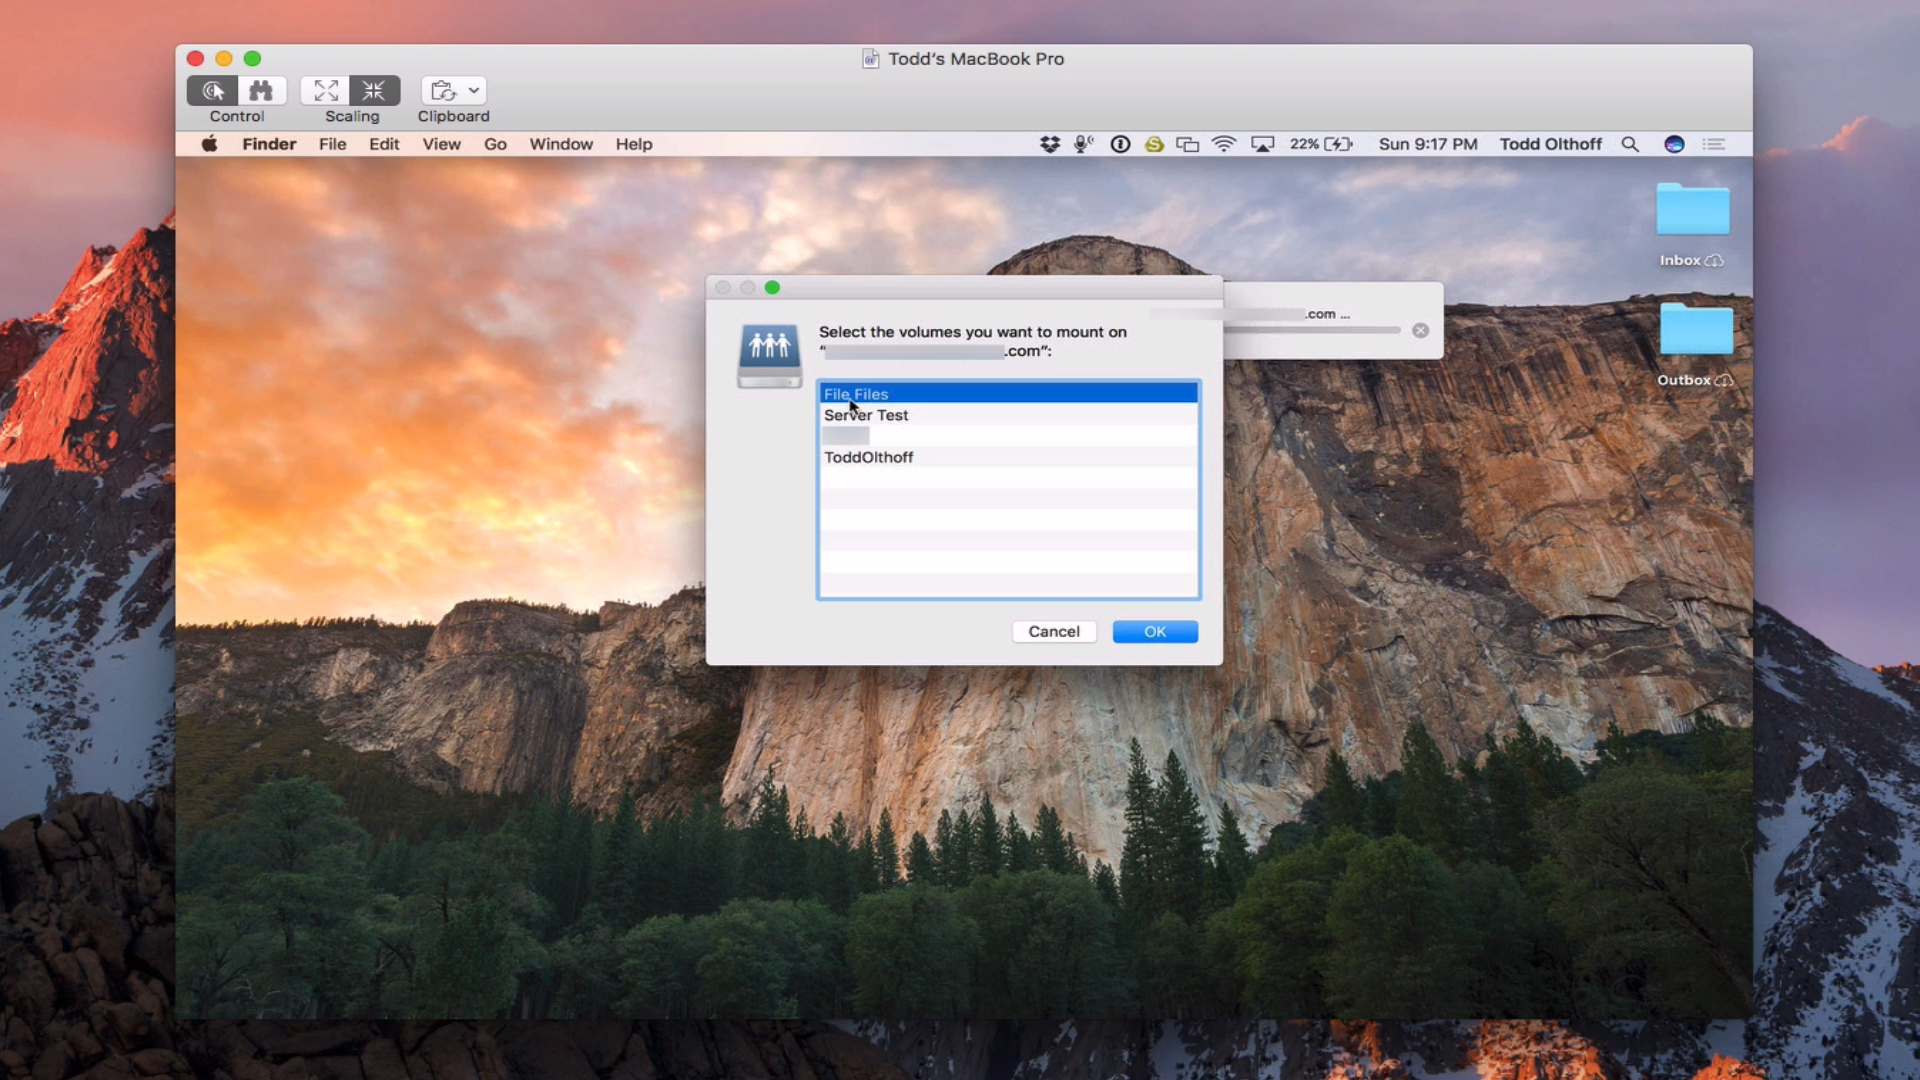 Todd's MacBook Pro
Control
Scaling
Clipboard
Finder File Edit View Go Window Help 22% Sun 9:17 PM Todd Olthoff
Inbox
.com ...
Select the volumes you want to mount on
“ .com”:
Outbox
File Files
Server Test
ToddOlthoff
Cancel
OK